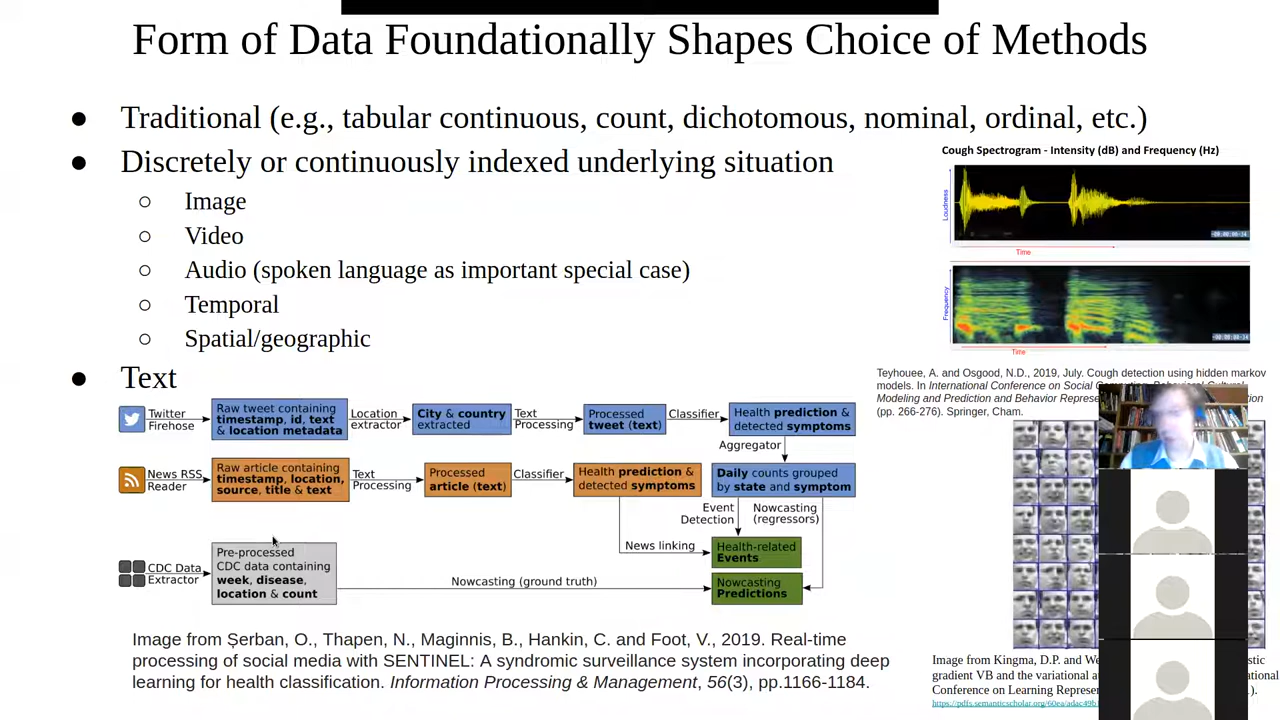 Form of Data Foundationally Shapes Choice of Methods
● Traditional (e.g., tabular continuous, count, dichotomous, nominal, ordinal, etc.)
● Discretely or continuously indexed underlying situation
○ Image
○ Video
○ Audio (spoken language as important special case)
○ Temporal
○ Spatial/geographic
● Text
Cough Spectrogram - Intensity (dB) and Frequency (Hz)
Loudness
Time
Frequency
Time
Teyhouee, A. and Osgood, N.D., 2019, July. Cough detection using hidden markov
models. In International Conference on Social
Modeling and Prediction and Behavior
(pp. 266-276). Springer, Cham.
Twitter
Firehose
Raw tweet containing
timestamp, id, text
& location metadata
Location
extractor
City & country
extracted
Text
Processing
Processed
tweet (text)
Classifier
Health prediction &
detected symptoms
Aggregator
News RSS
Reader
Raw article containing
timestamp, location,
source, title & text
Text
Processing
Processed
article (text)
Classifier
Health prediction &
detected symptoms
Daily counts grouped
by state and symptom
Event
Detection
Nowcasting
(regressors)
News linking
Health-related
Events
CDC Data
Extractor
Pre-processed
CDC data containing
week, disease,
location & count
Nowcasting (ground truth)
Nowcasting
Predictions
Image from Șerban, O., Thapen, N., Maginnis, B., Hankin, C. and Foot, V., 2019. Real-time
processing of social media with SENTINEL: A syndromic surveillance system incorporating deep
learning for health classification. Information Processing & Management, 56(3), pp.1166-1184.
Image from Kingma, D.P. and
gradient VB and the variational
Conference on Learning